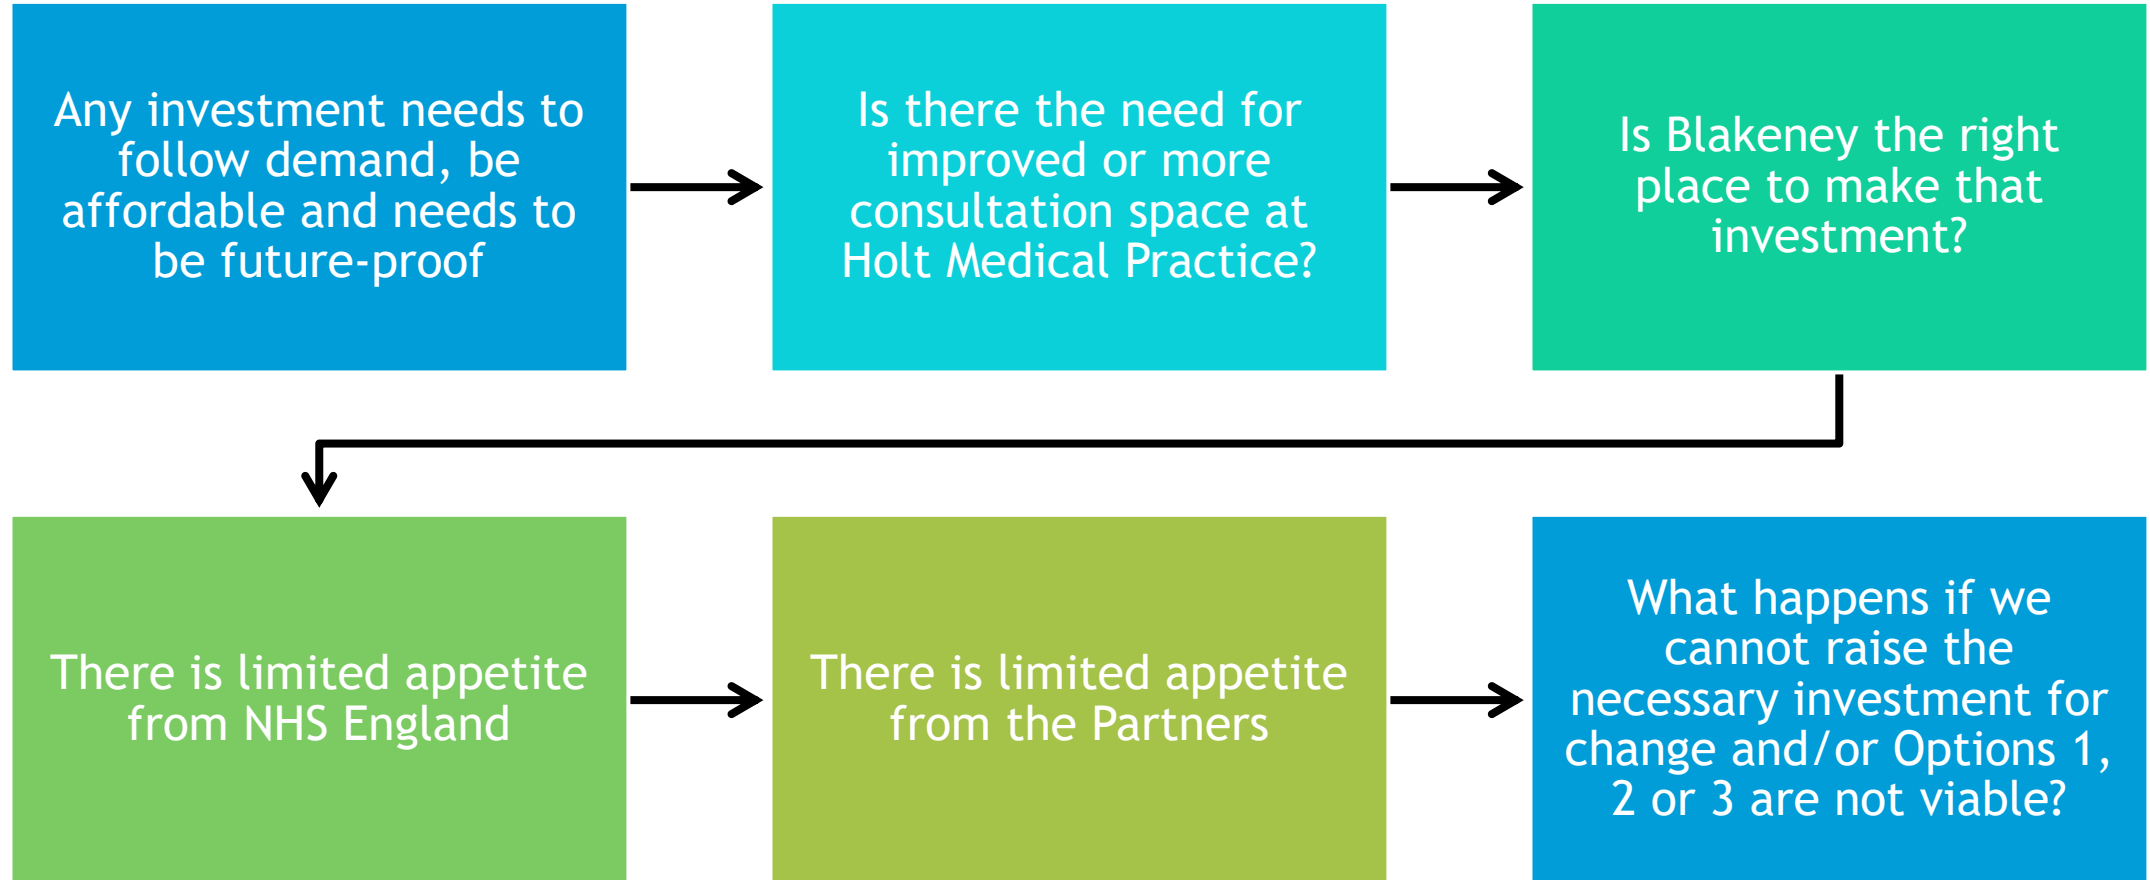 Any investment needs to
follow demand, be
affordable and needs to
be future-proof
Is there the need for
improved or more
consultation space at
Holt Medical Practice?
Is Blakeney the right
place to make that
investment?
There is limited appetite
from NHS England
There is limited appetite
from the Partners
What happens if we
cannot raise the
necessary investment for
change and/or Options 1,
2 or 3 are not viable?